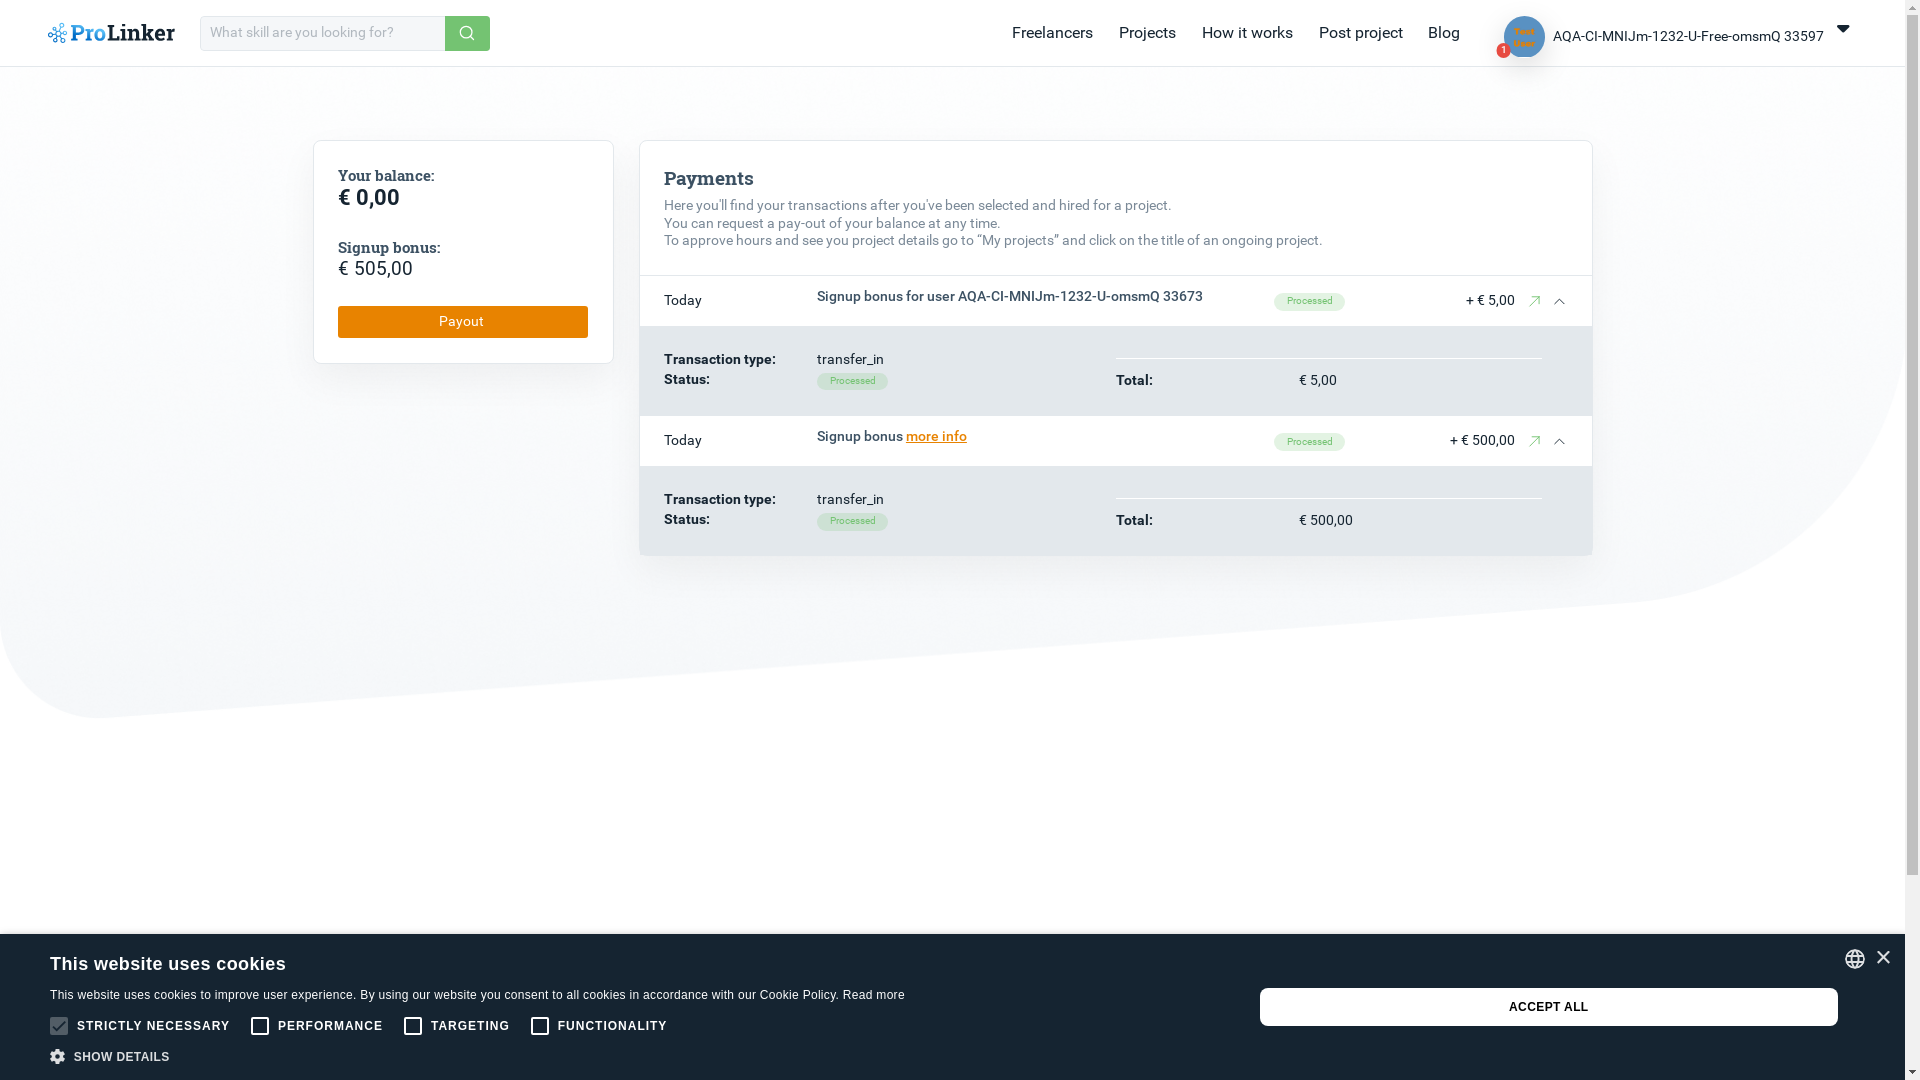 ProLinker
What skill are you looking for?
Freelancers
Projects
How it works
Post project
Blog
Test
User
1
AQA-CI-MNIJm-1232-U-Free-omsmQ 33597
Your balance:
€ 0,00
Signup bonus:
€ 505,00
Payout
Payments
Here you'll find your transactions after you've been selected and hired for a project.
You can request a pay-out of your balance at any time.
To approve hours and see you project details go to “My projects” and click on the title of an ongoing project.
Today Signup bonus for user AQA-CI-MNIJm-1232-U-omsmQ 33673 Processed + € 5,00
Transaction type: transfer_in
Status: Processed Total: € 5,00
Today Signup bonus more info Processed + € 500,00
Transaction type: transfer_in
Status: Processed Total: € 500,00
This website uses cookies
This website uses cookies to improve user experience. By using our website you consent to all cookies in accordance with our Cookie Policy. Read more
STRICTLY NECESSARY PERFORMANCE TARGETING FUNCTIONALITY
SHOW DETAILS
ACCEPT ALL